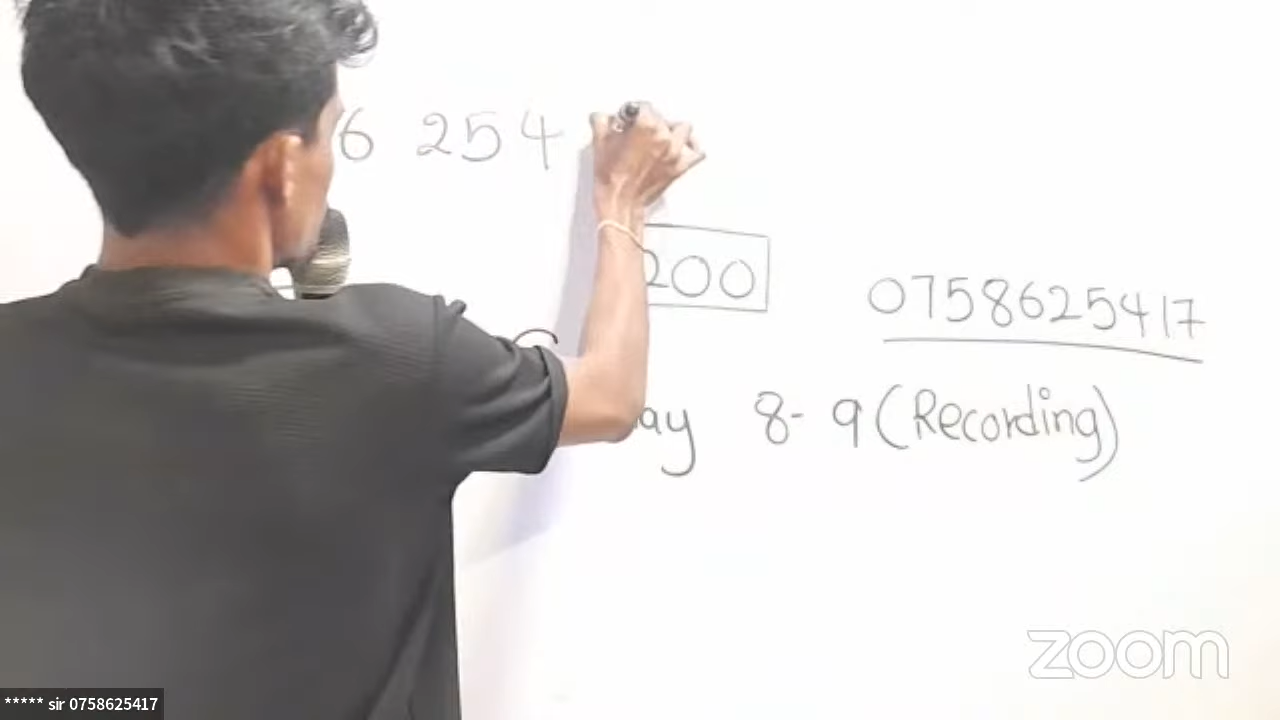 6 254
200
0758625417
ay 8- 9 (Recording)
zoom
***** sir 0758625417